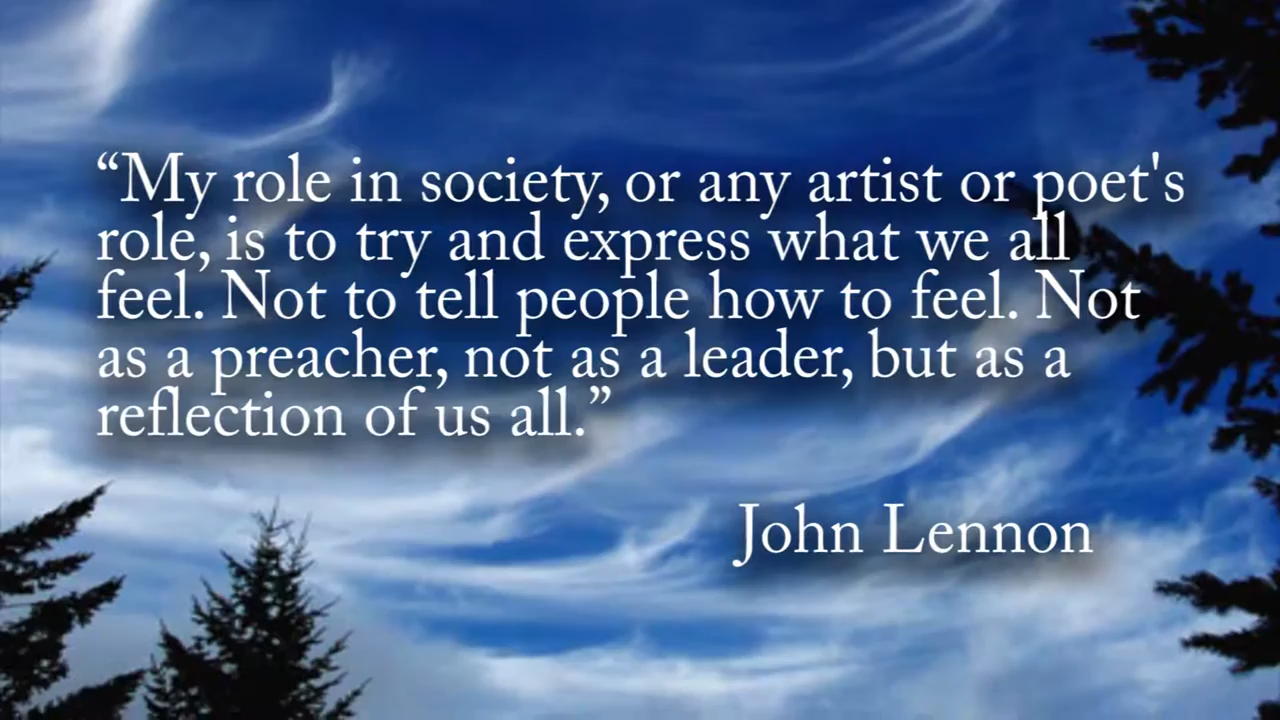 “My role in society, or any artist or poet's
role, is to try and express what we all
feel. Not to tell people how to feel. Not
as a preacher, not as a leader, but as a
reflection of us all.”
John Lennon